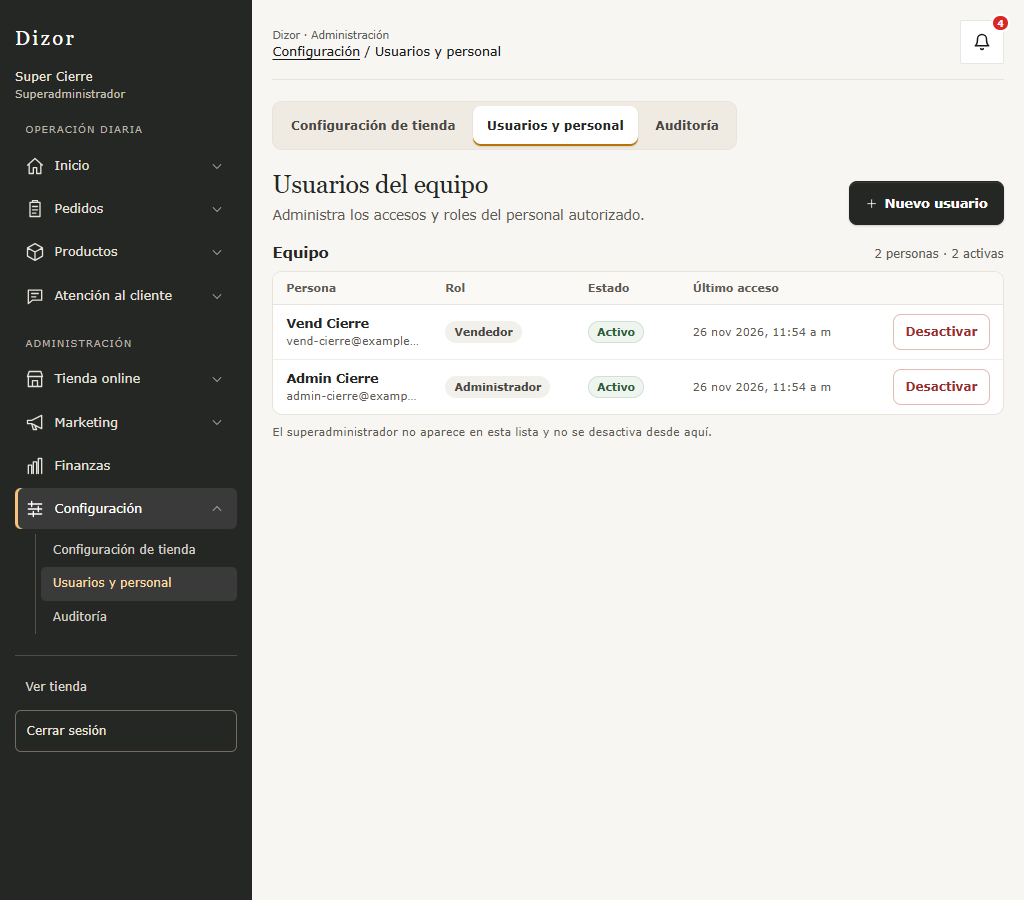 Dizor
Super Cierre
Superadministrador
OPERACIÓN DIARIA
Inicio
Pedidos
Productos
Atención al cliente
ADMINISTRACIÓN
Tienda online
Marketing
Finanzas
Configuración
Configuración de tienda
Usuarios y personal
Auditoría
Ver tienda
Cerrar sesión
Dizor · Administración
Configuración / Usuarios y personal
4
Configuración de tienda Usuarios y personal Auditoría
Usuarios del equipo
Administra los accesos y roles del personal autorizado.
+ Nuevo usuario
Equipo 2 personas · 2 activas
Persona Rol Estado Último acceso
Vend Cierre
vend-cierre@example...
Vendedor Activo 26 nov 2026, 11:54 a m Desactivar
Admin Cierre
admin-cierre@examp...
Administrador Activo 26 nov 2026, 11:54 a m Desactivar
El superadministrador no aparece en esta lista y no se desactiva desde aquí.